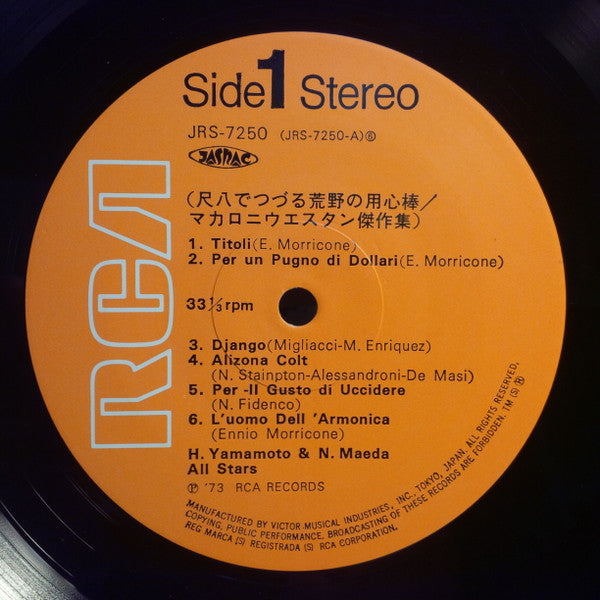 Side 1 Stereo
JRS-7250 (JRS-7250-A)⑥
JASRAC
RCA
(尺八でつづる荒野の用心棒/
マカロニウエスタン傑作集)
1. Titoli(E. Morricone)
2. Per un Pugno di Dollari(E. Morricone)
33⅓rpm
3. Django(Migliacci-M. Enriquez)
4. Alizona Colt
(N. Stainpton-Alessandroni-De Masi)
5. Per -Il Gusto di Uccidere
(N. Fidenco)
6. L'uomo Dell 'Armonica
(Ennio Morricone)
H. Yamamoto & N. Maeda
All Stars
℗ '73 RCA RECORDS
MANUFACTURED BY VICTOR MUSICAL INDUSTRIES, INC., TOKYO, JAPAN. ALL RIGHTS RESERVED.
COPYING, PUBLIC PERFORMANCE, BROADCASTING OF THESE RECORDS ARE FORBIDDEN. TM (S) ®
REG MARCA (S) REGISTRADA (S) RCA CORPORATION.